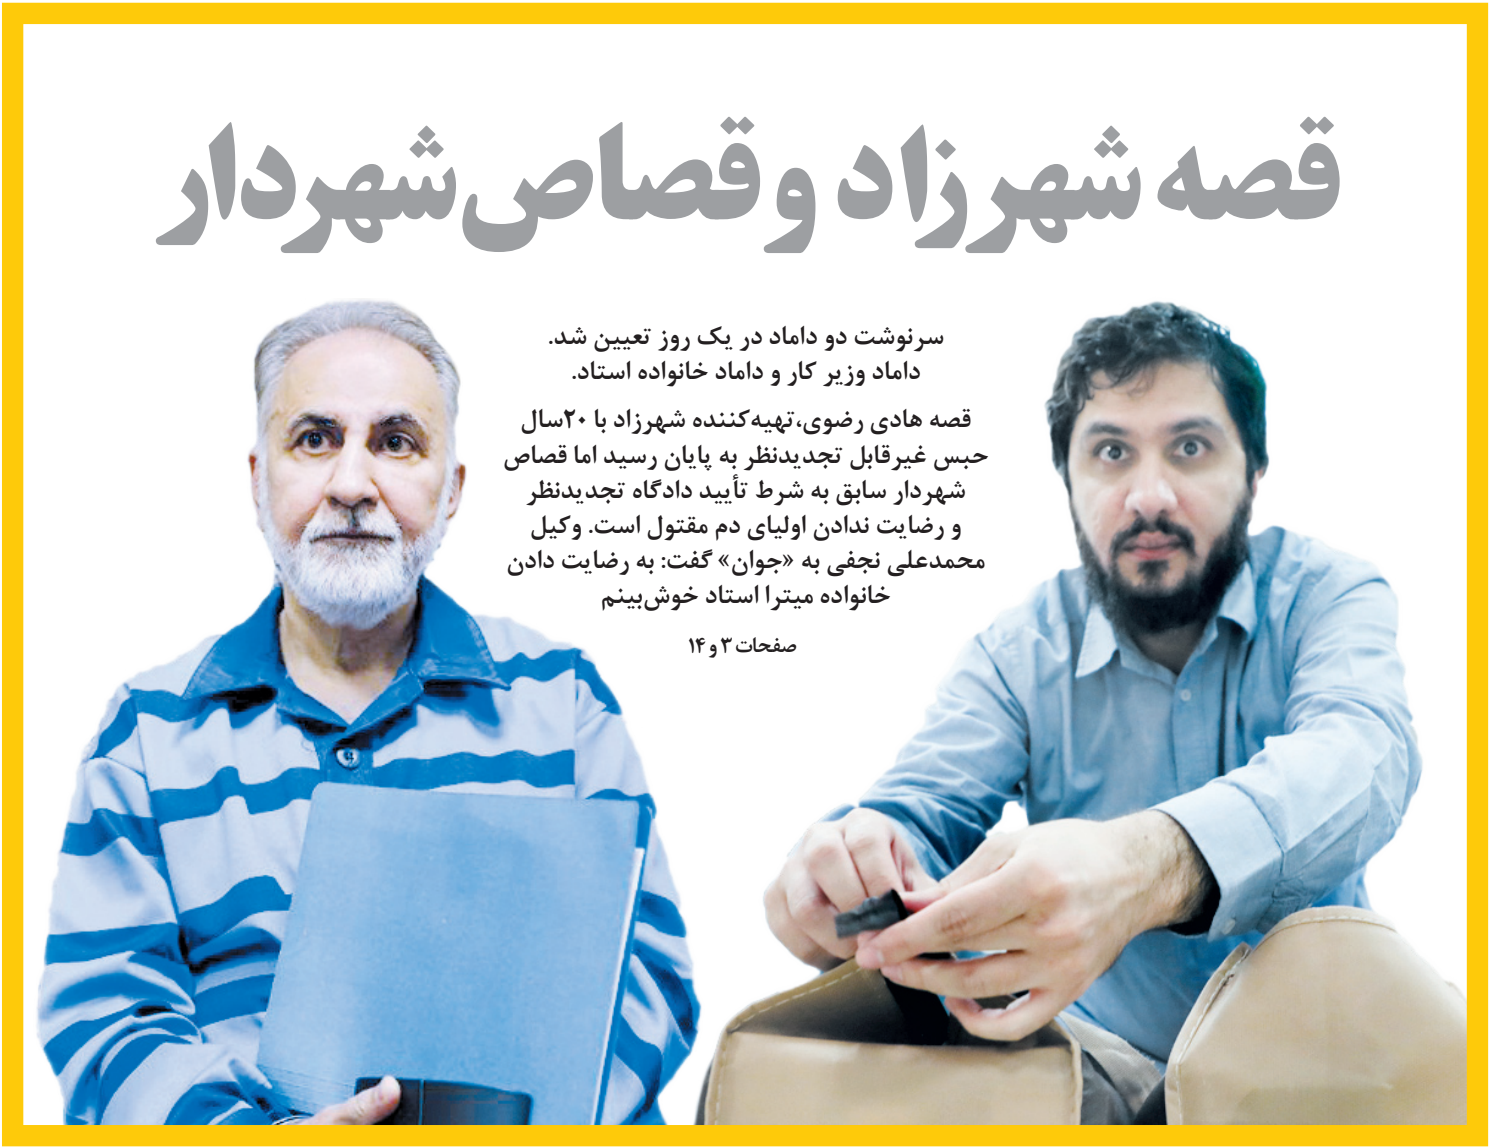 قصه شهرزاد و قصاص شهردار
سرنوشت دو داماد در یک روز تعیین شد.
داماد وزیر کار و داماد خانواده استاد.
قصه هادی رضوی،تهیه‌کننده شهرزاد با ۲۰سال
حبس غیرقابل تجدیدنظر به پایان رسید اما قصاص
شهردار سابق به شرط تأیید دادگاه تجدیدنظر
و رضایت ندادن اولیای دم مقتول است. وکیل
محمدعلی نجفی به «جوان» گفت: به رضایت دادن
خانواده میترا استاد خوش‌بینم
صفحات ۳ و ۱۴